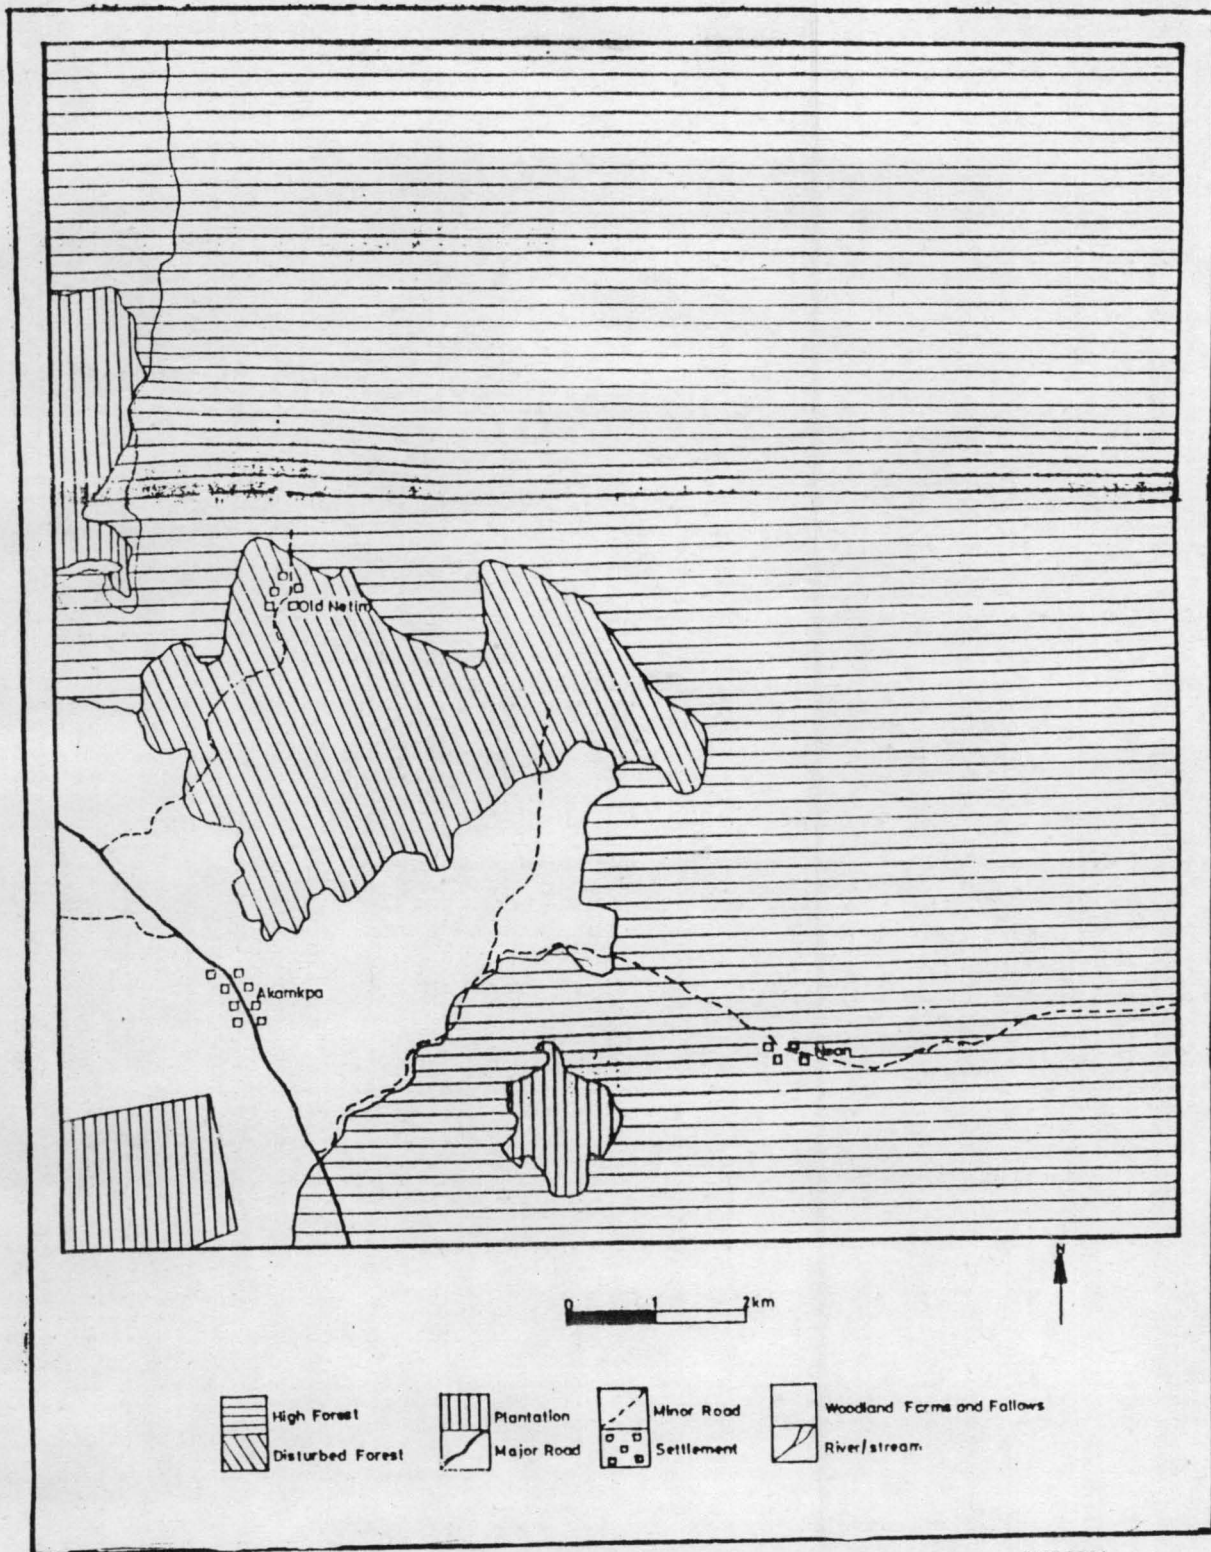 Old Netim
Akamkpa
Nean
N
0 1 2km
High Forest
Disturbed Forest
Plantation
Major Road
Minor Road
Settlement
Woodland Farms and Fallows
River/stream